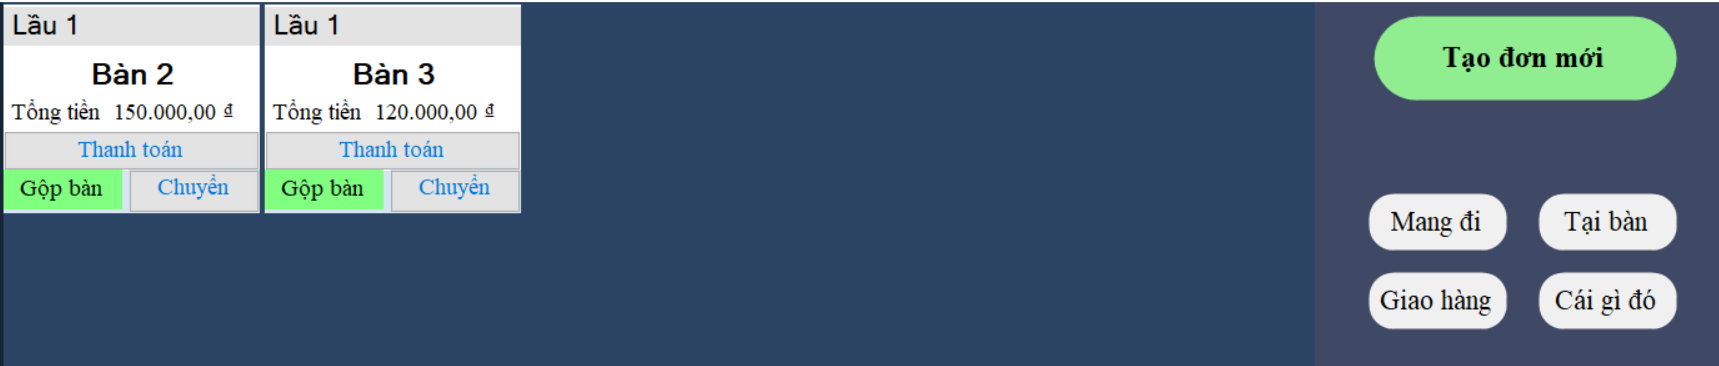 Lầu 1
Bàn 2
Tổng tiền 150.000,00 ₫
Thanh toán
Gộp bàn Chuyển
Lầu 1
Bàn 3
Tổng tiền 120.000,00 ₫
Thanh toán
Gộp bàn Chuyển
Tạo đơn mới
Mang đi Tại bàn
Giao hàng Cái gì đó